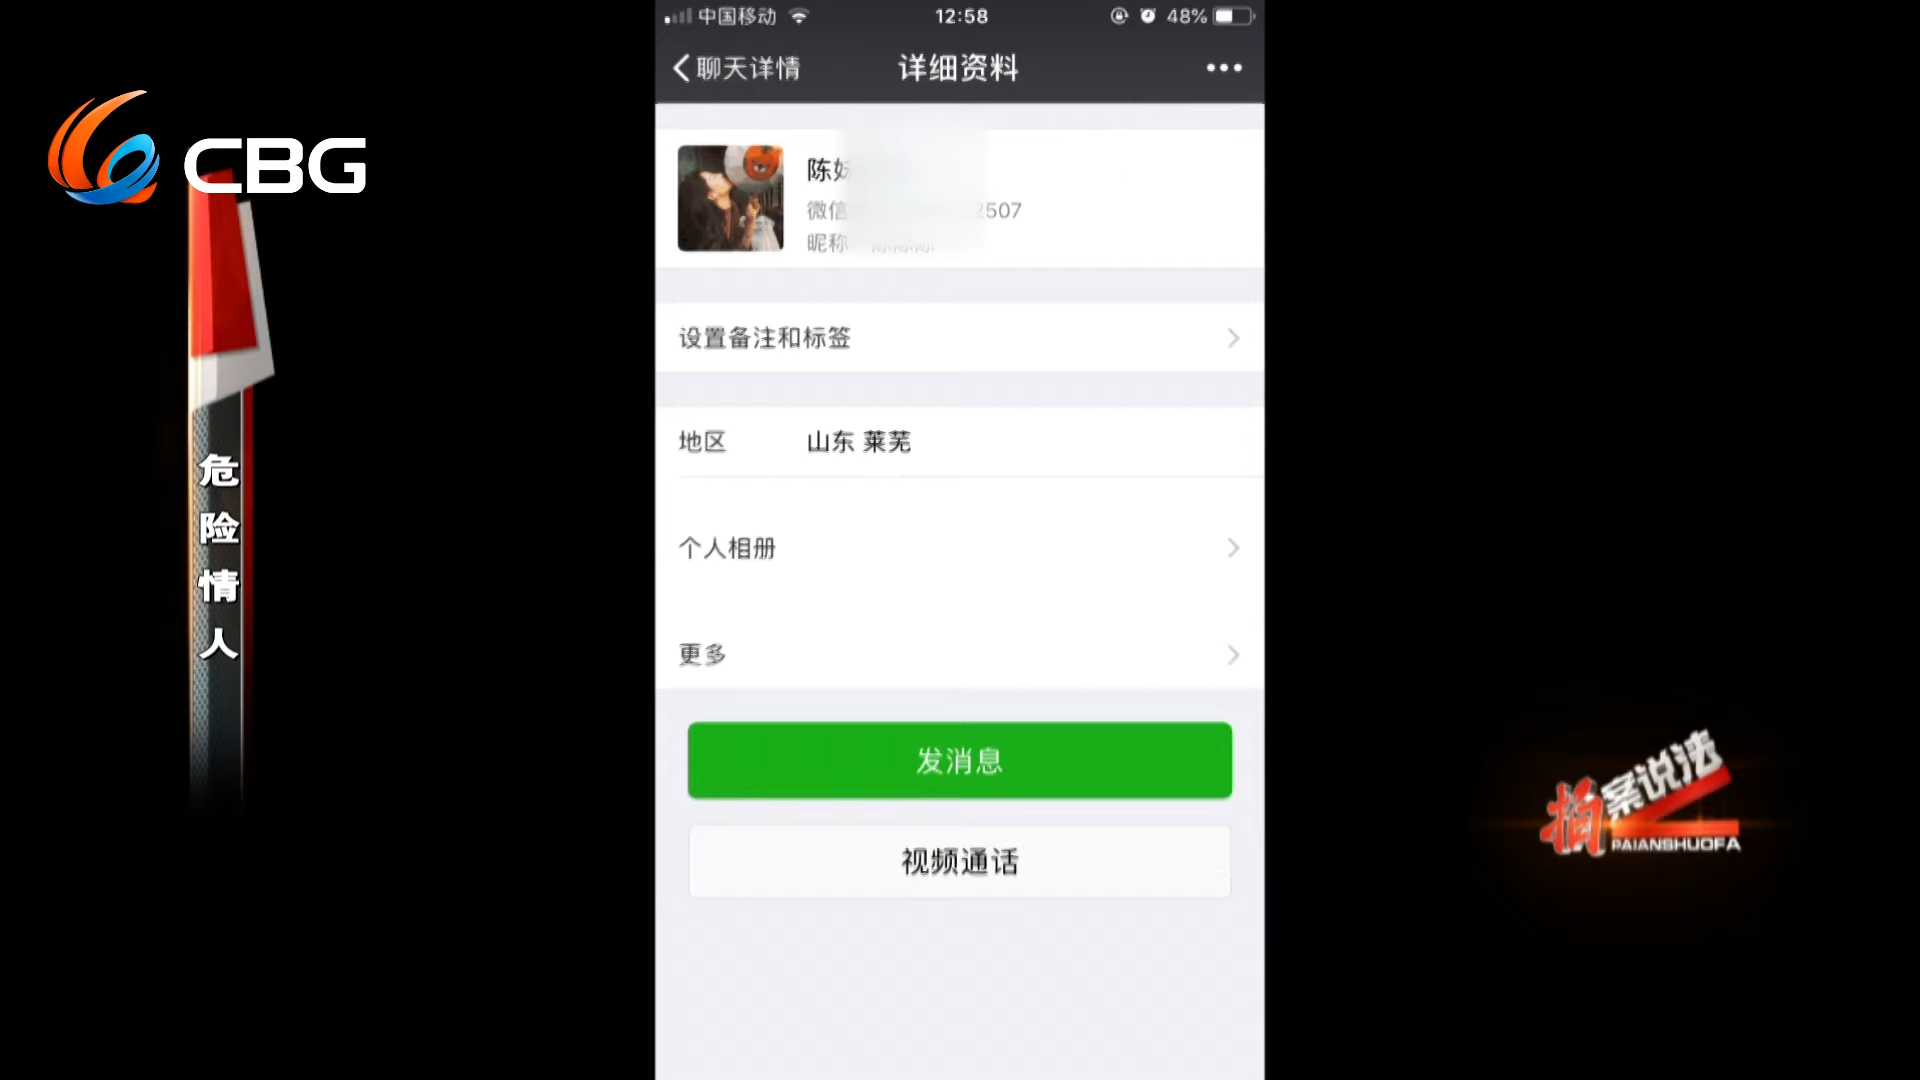 中国移动 12:58 48%
聊天详情 详细资料
CBG
陈
微信 2507
昵称
设置备注和标签
地区 山东 莱芜
个人相册
更多
发消息
视频通话
危险情人
拍案说法
PAIANSHUOFA